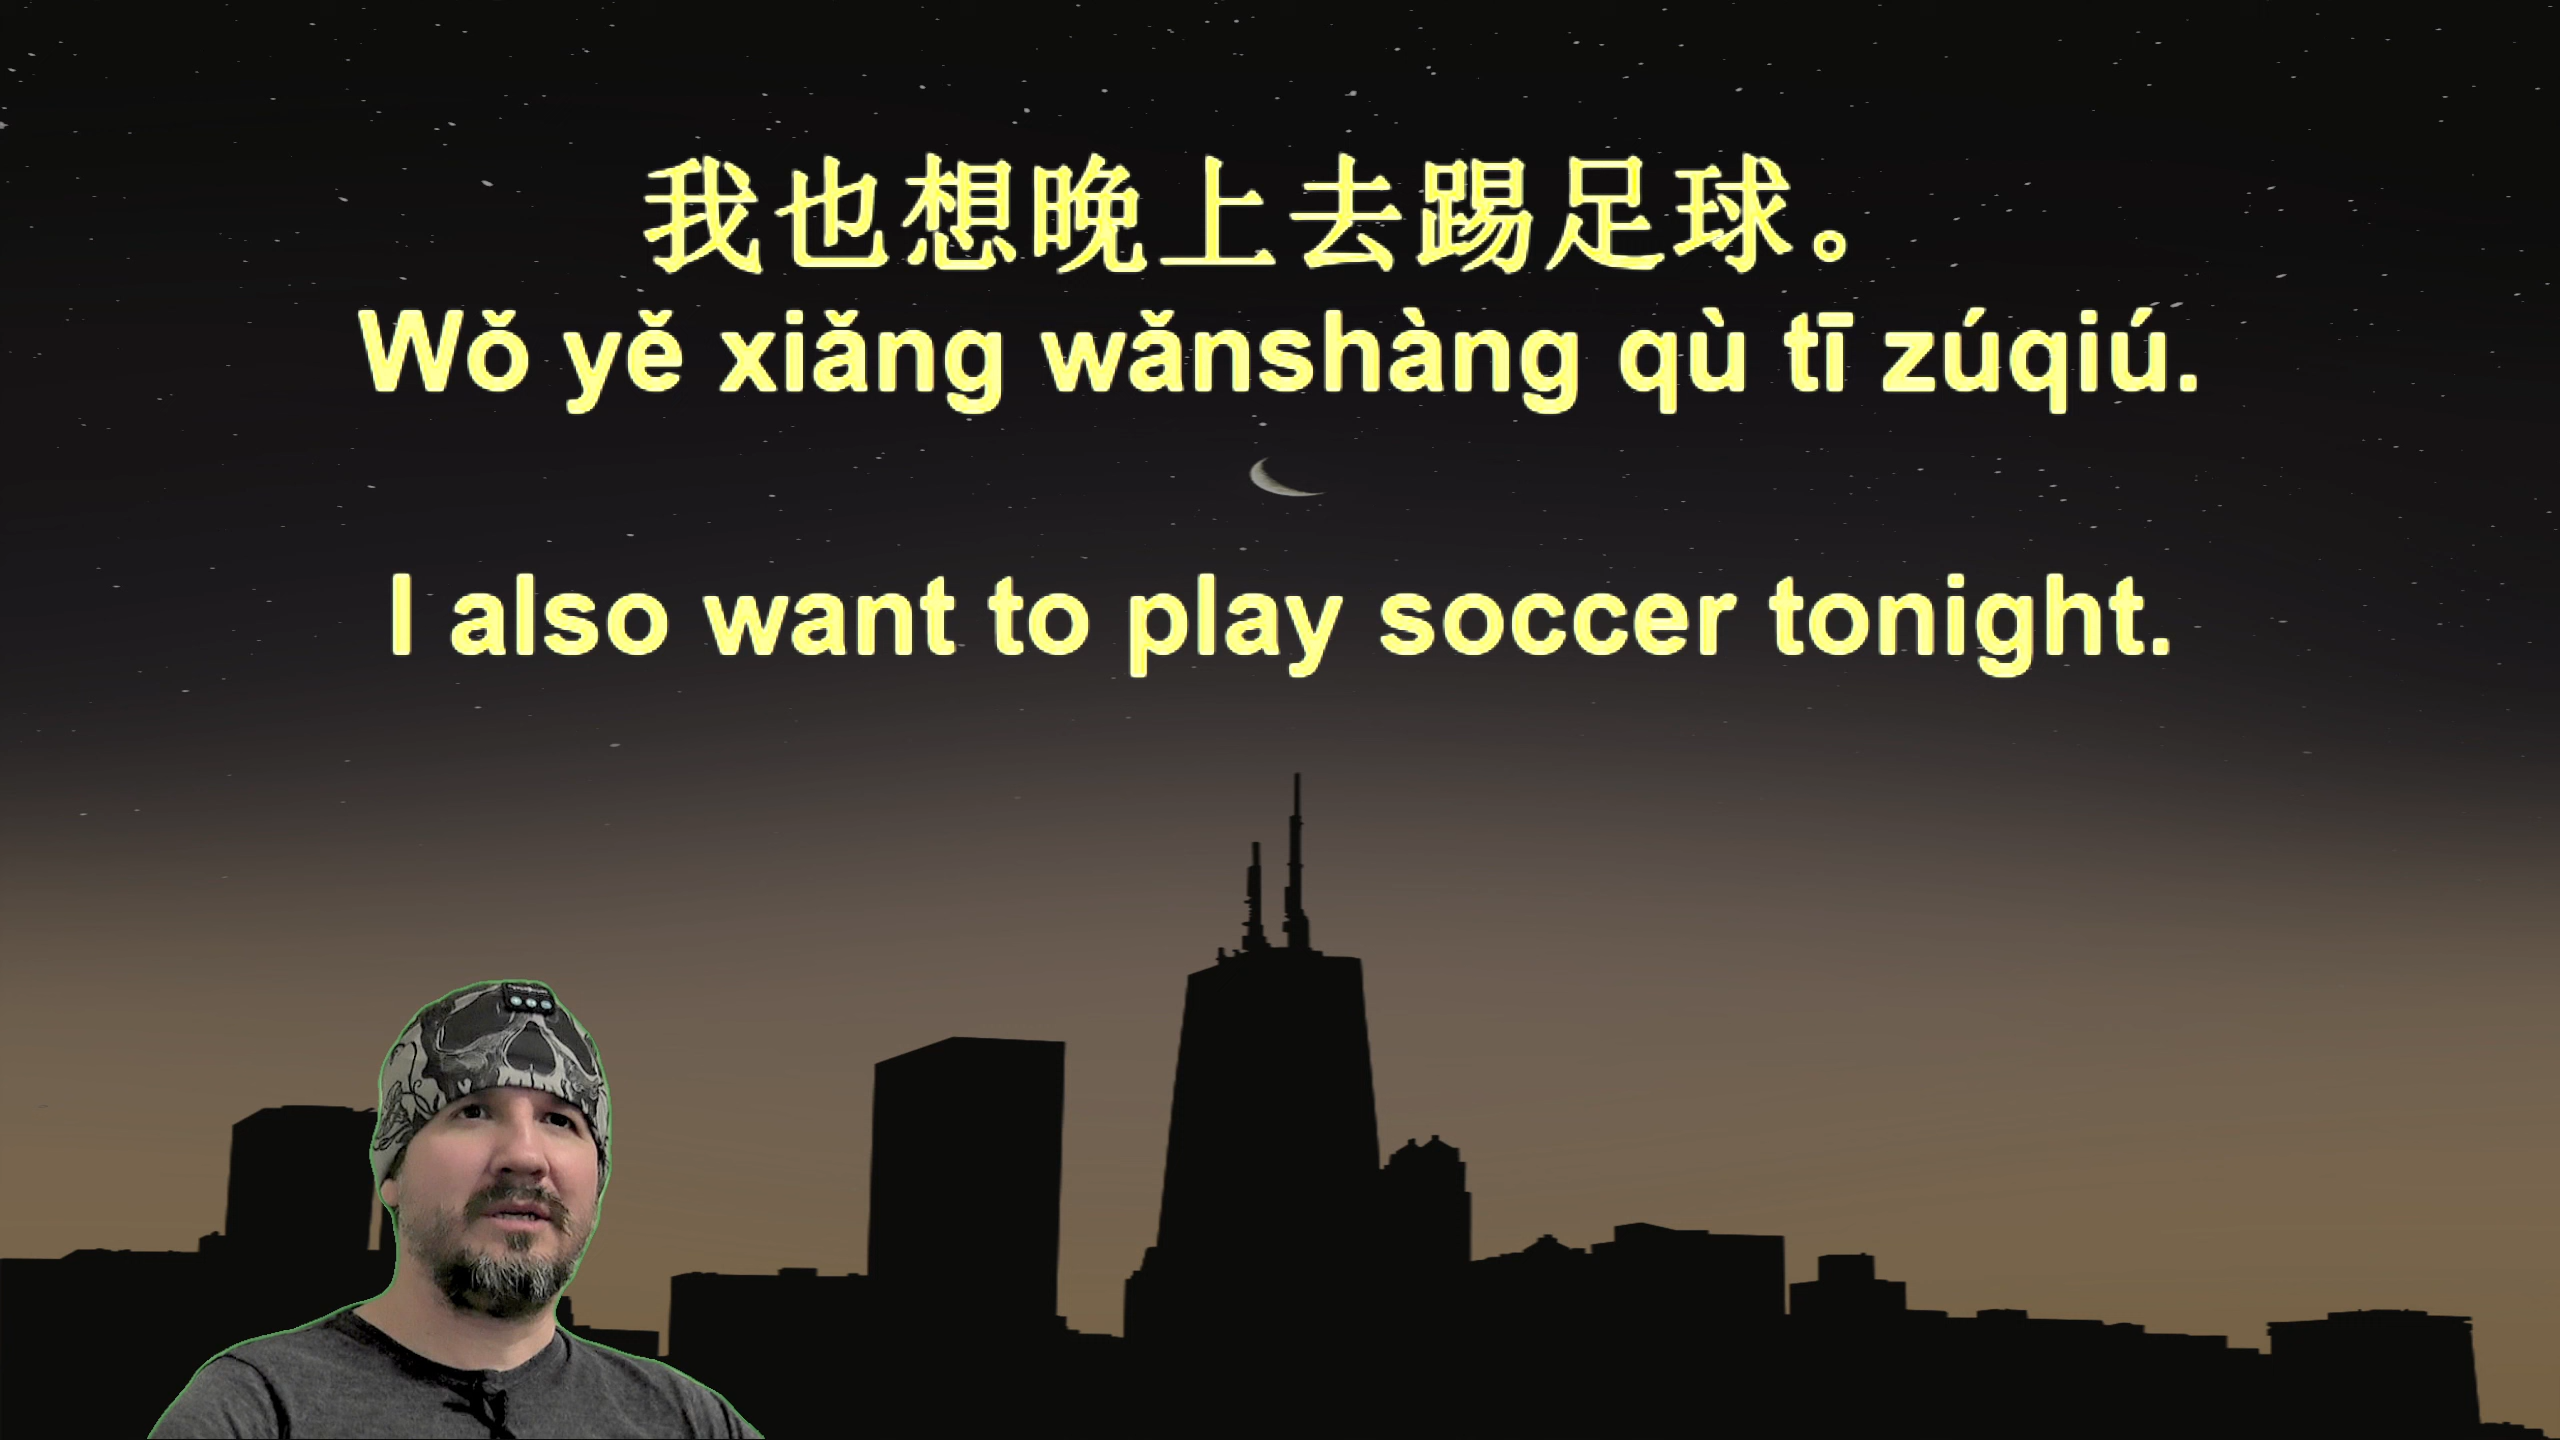 我也想晚上去踢足球。
Wǒ yě xiǎng wǎnshàng qù tī zúqiú.
I also want to play soccer tonight.